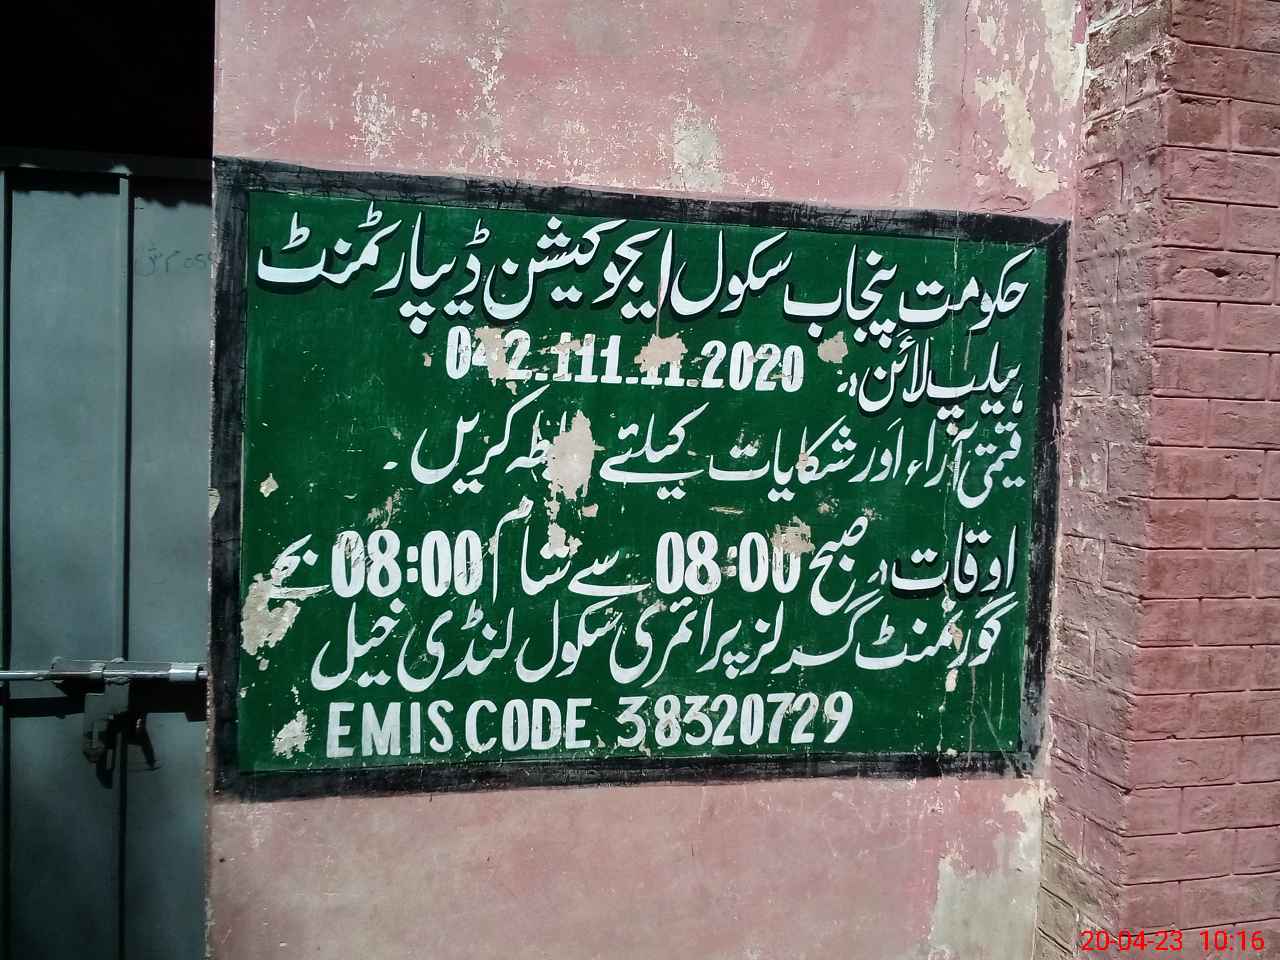 حکومت پنجاب سکول ایجوکیشن ڈیپارٹمنٹ
ہیلپ لائن:۔ 042.111.11.2020
قیمتی آراء اور شکایات کیلئے رابطہ کریں۔
اوقات:۔ صبح 08:00 سے شام 08:00 بجے
گورنمنٹ گرلز پرائمری سکول لنڈی خیل
EMIS CODE 38320729
20-04-23 10:16